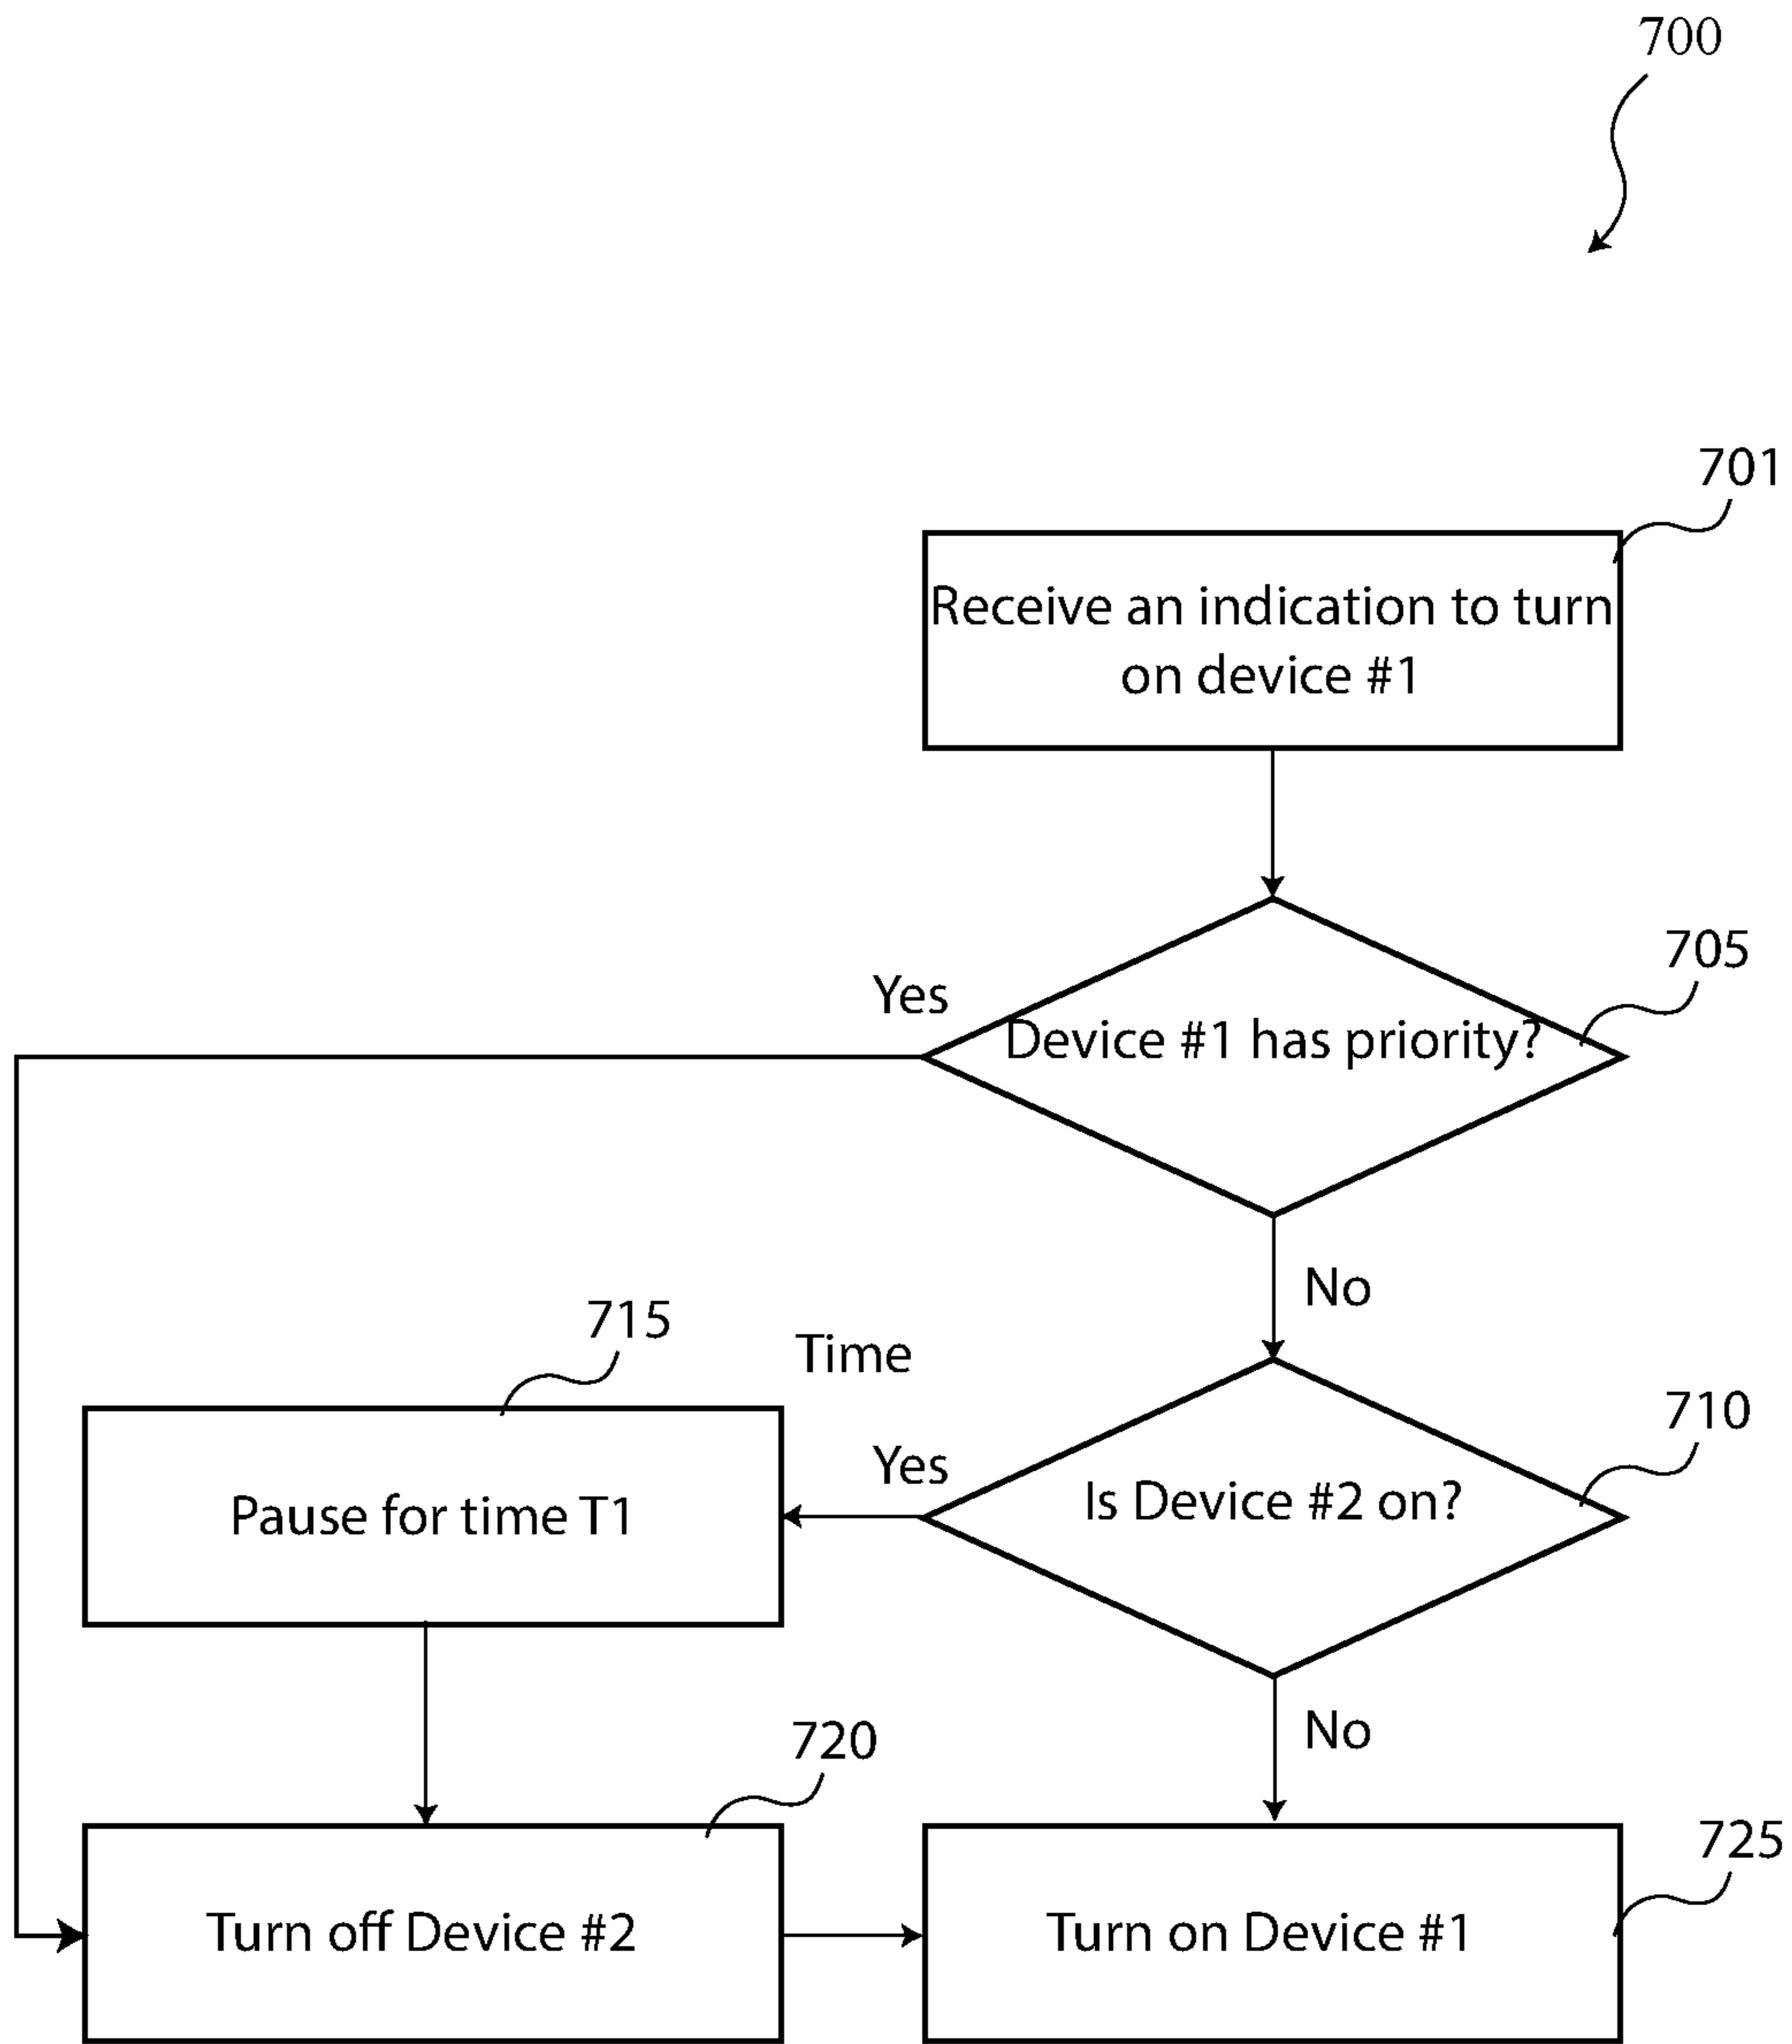 700
701
Receive an indication to turn
on device #1
705
Yes
Device #1 has priority?
No
715
Time
710
Yes
Is Device #2 on?
Pause for time T1
No
720
725
Turn off Device #2
Turn on Device #1